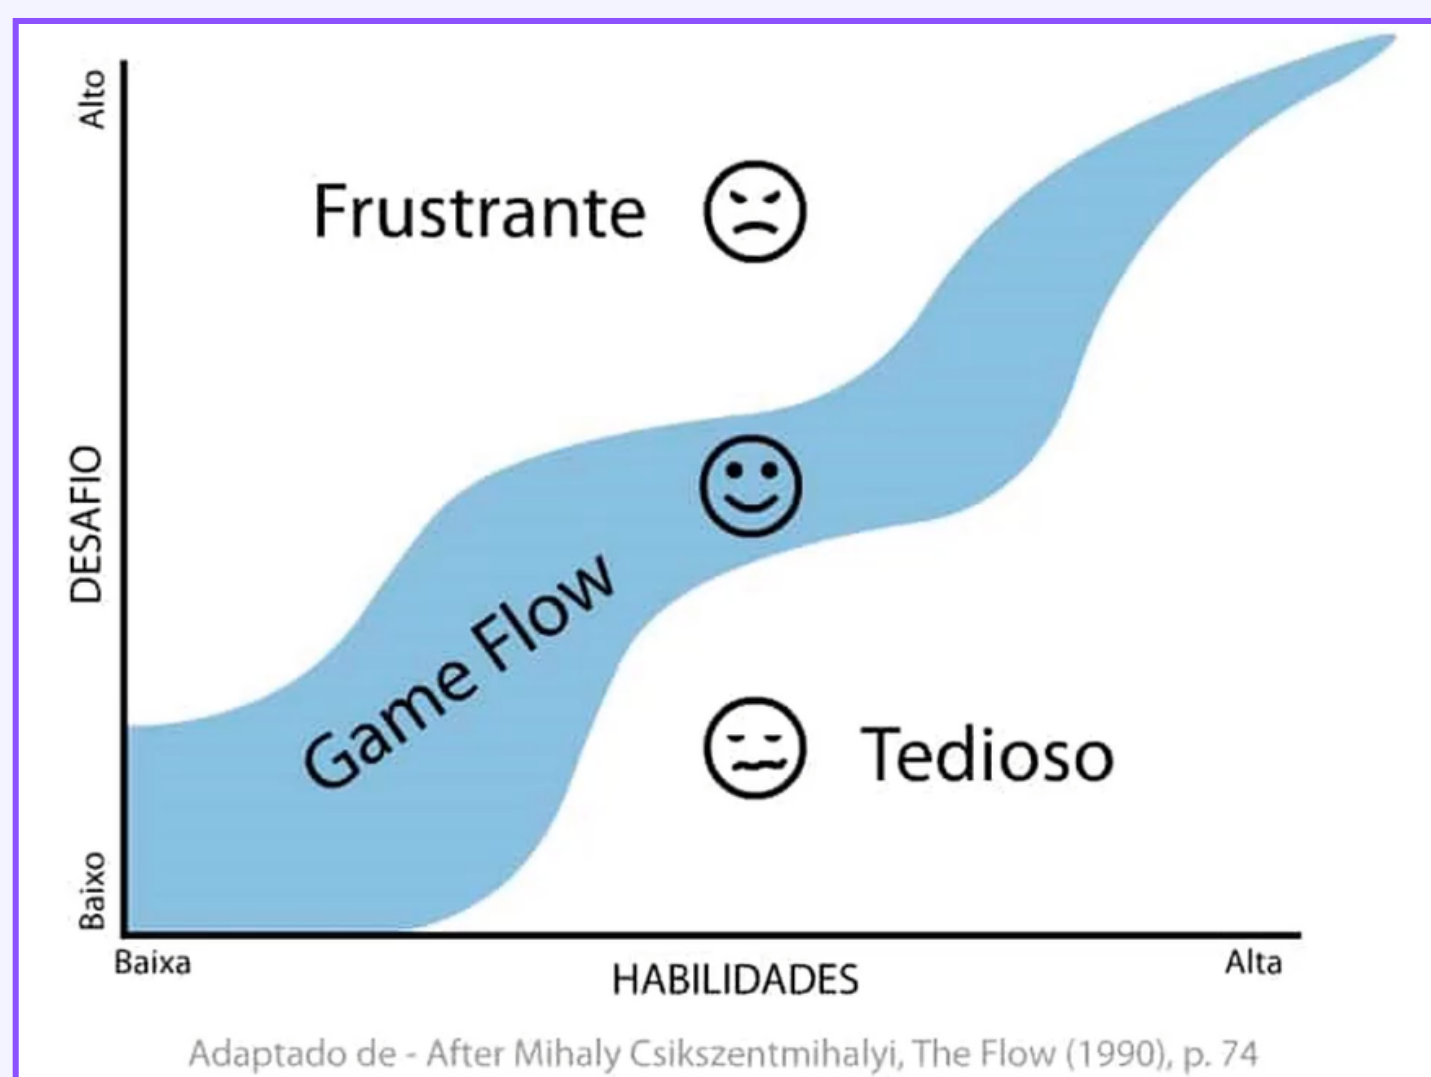 Alto
Frustrante
DESAFIO
Game Flow
Tedioso
Baixo
Baixa
HABILIDADES
Alta
Adaptado de - After Mihaly Csikszentmihalyi, The Flow (1990), p. 74